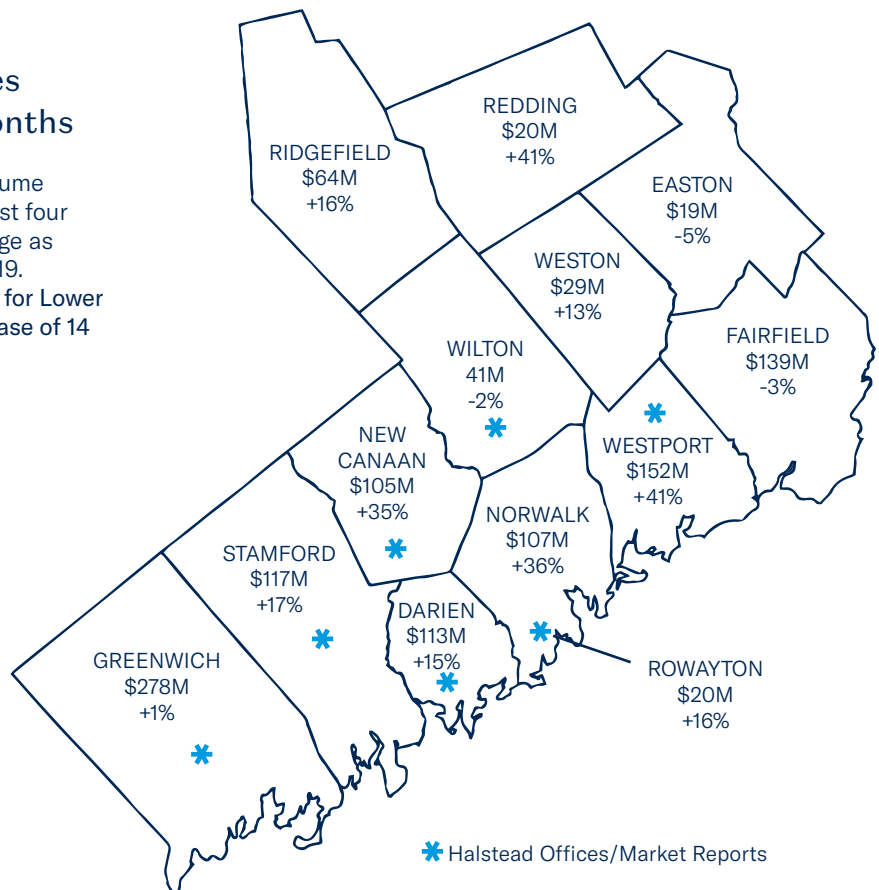 es
onths
ume
st four
ge as
19.
for Lower
ase of 14
RIDGEFIELD
$64M
+16%
REDDING
$20M
+41%
EASTON
$19M
-5%
WESTON
$29M
+13%
WILTON
41M
-2%
FAIRFIELD
$139M
-3%
NEW
CANAAN
$105M
+35%
WESTPORT
$152M
+41%
NORWALK
$107M
+36%
STAMFORD
$117M
+17%
DARIEN
$113M
+15%
GREENWICH
$278M
+1%
ROWAYTON
$20M
+16%
Halstead Offices/Market Reports